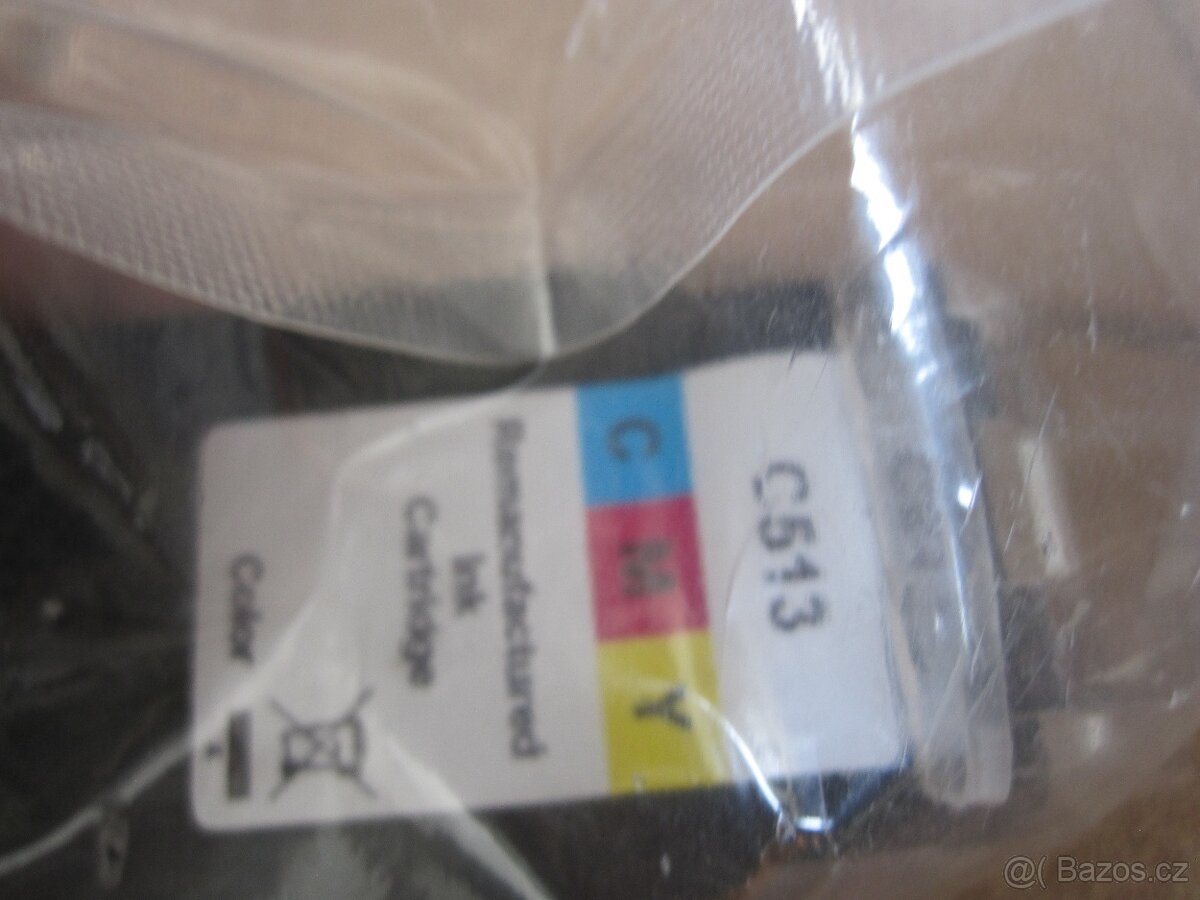 C513
C M Y
Remanufactured
Ink
Cartridge
Color
@( Bazos.cz